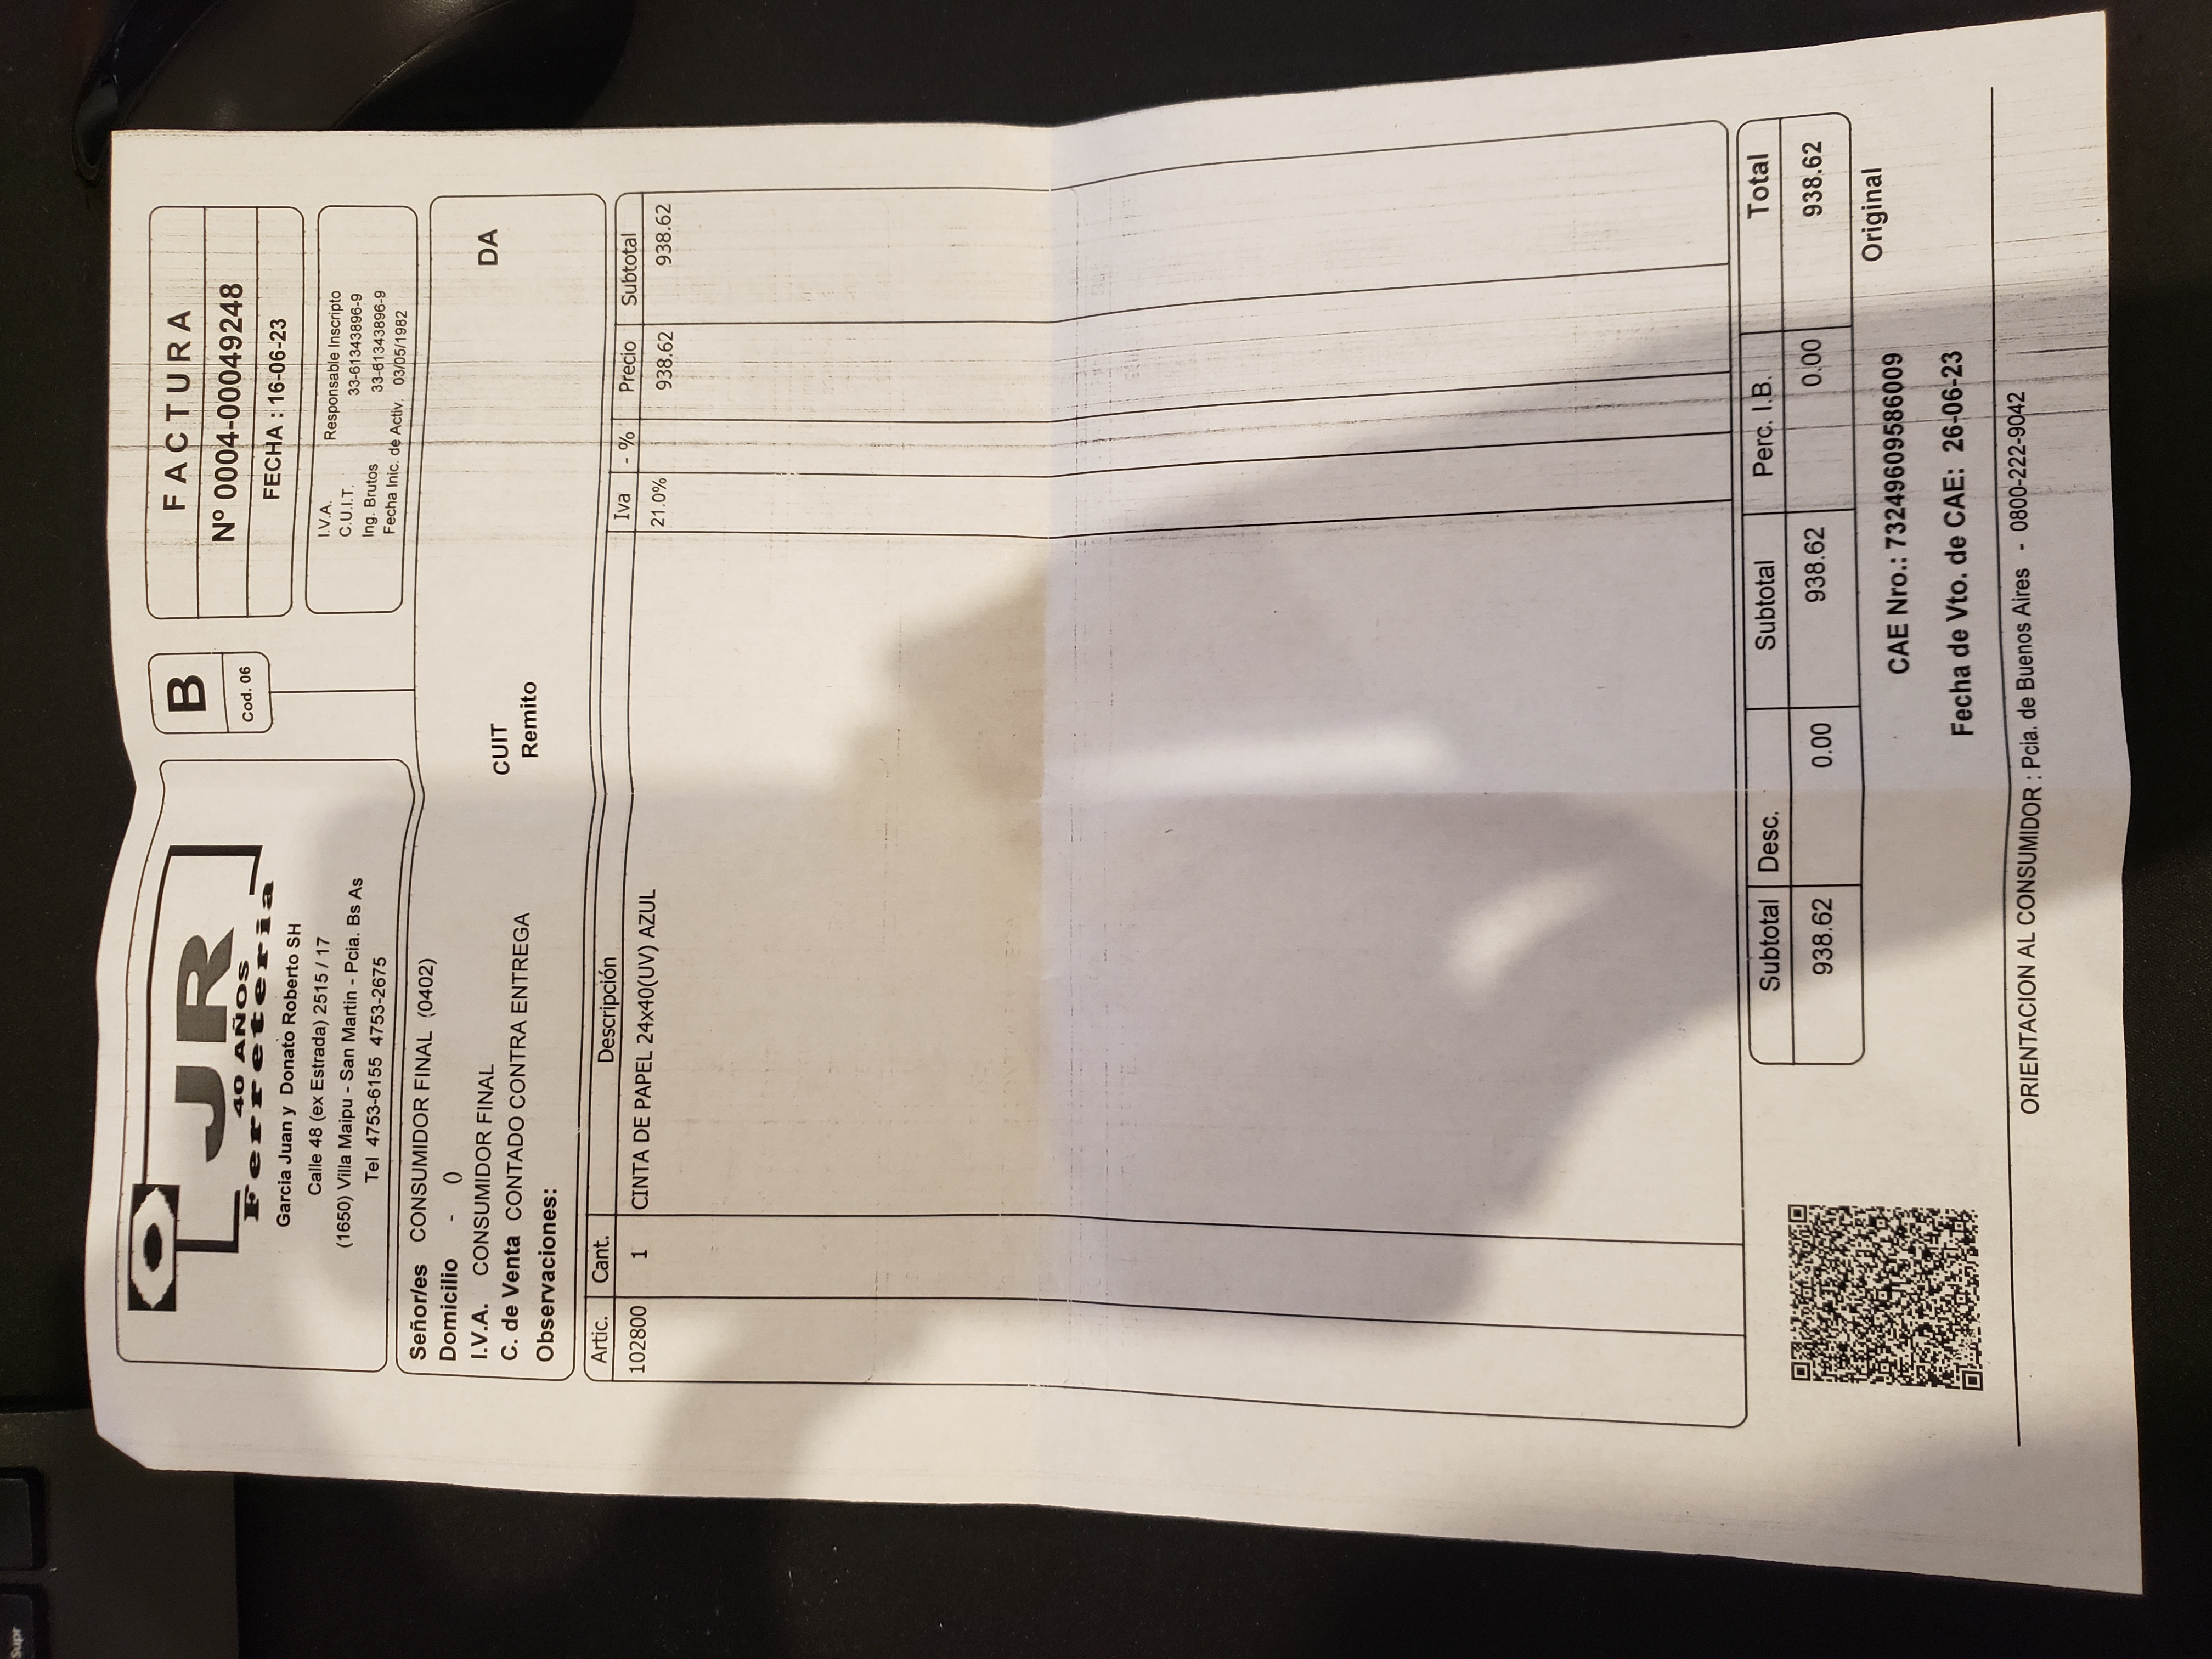 Supr
JR
40 AÑOS
Ferreteria
Garcia Juan y Donato Roberto SH
Calle 48 (ex Estrada) 2515 / 17
(1650) Villa Maipu - San Martin - Pcia. Bs As
Tel 4753-6155 4753-2675
B
Cod. 06
FACTURA
Nº 0004-00049248
FECHA : 16-06-23
I.V.A. Responsable Inscripto
C.U.I.T. 33-61343896-9
Ing. Brutos 33-61343896-9
Fecha Inic. de Activ. 03/05/1982
Señor/es CONSUMIDOR FINAL (0402)
Domicilio - ()
I.V.A. CONSUMIDOR FINAL CUIT DA
C. de Venta CONTADO CONTRA ENTREGA Remito
Observaciones:
Artic. Cant. Descripción Iva - % Precio Subtotal
102800 1 CINTA DE PAPEL 24x40(UV) AZUL 21.0% 938.62 938.62
Subtotal Desc. Subtotal Perc. I.B. Total
938.62 0.00 938.62 0.00 938.62
Original
CAE Nro.: 73249609586009
Fecha de Vto. de CAE: 26-06-23
ORIENTACION AL CONSUMIDOR : Pcia. de Buenos Aires - 0800-222-9042